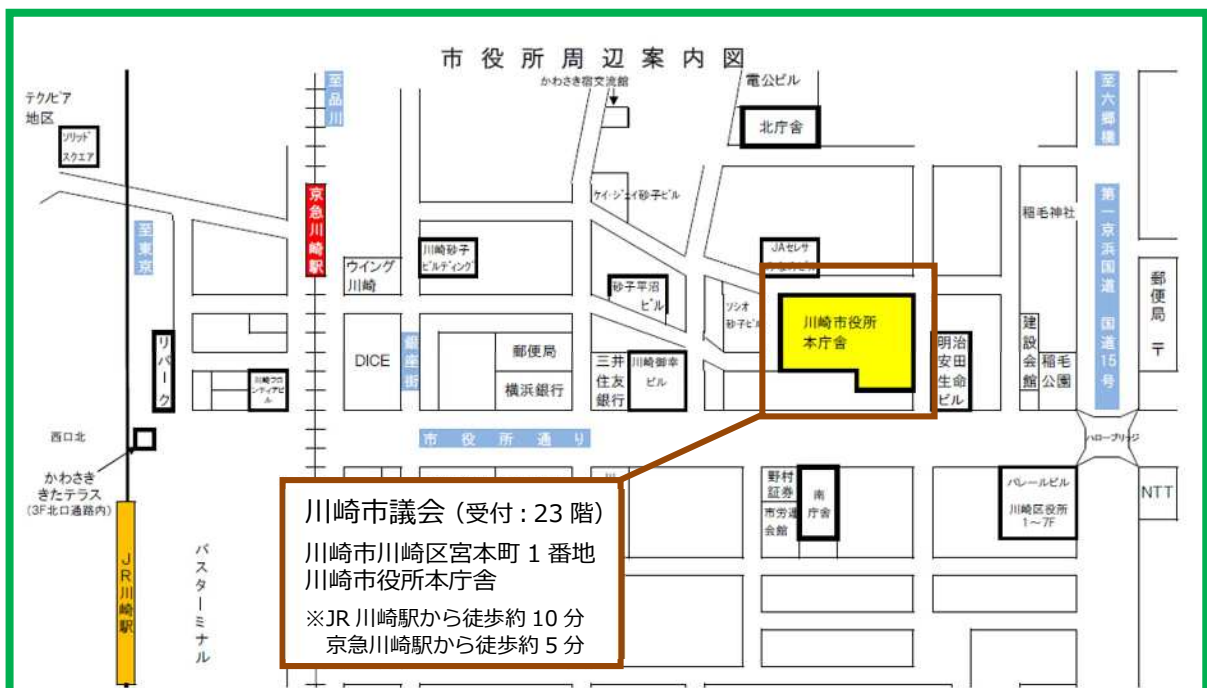 市役所周辺案内図
かわさき宿交流館
電公ビル
至品川
至六郷橋
テクノピア
地区
ソリッド
スクエア
北庁舎
京急川崎駅
ケイ・ジェイ砂子ビル
第一京浜国道 国道15号
稲毛神社
至東京
川崎砂子
ビルディング
JAセレサ
ウイング
川崎
砂子平沼
ビル
ソシオ
砂子ビル
川崎市役所
本庁舎
郵便局
〒
リバーク
DICE
銀座街
郵便局
横浜銀行
三井
住友
銀行
川崎御幸
ビル
明治
安田
生命
ビル
建設会館
稲毛
公園
川崎フロ
ンティアビ
ル
西口北
市役所通り
ハローブリッジ
かわさき
きたテラス
(3F北口通路内)
野村
証券
市労連
会館
南
庁舎
パレールビル
川崎区役所
1~7F
NTT
JR川崎駅
バスターミナル
川崎市議会(受付:23階)
川崎市川崎区宮本町1番地
川崎市役所本庁舎
※JR川崎駅から徒歩約10分
京急川崎駅から徒歩約5分